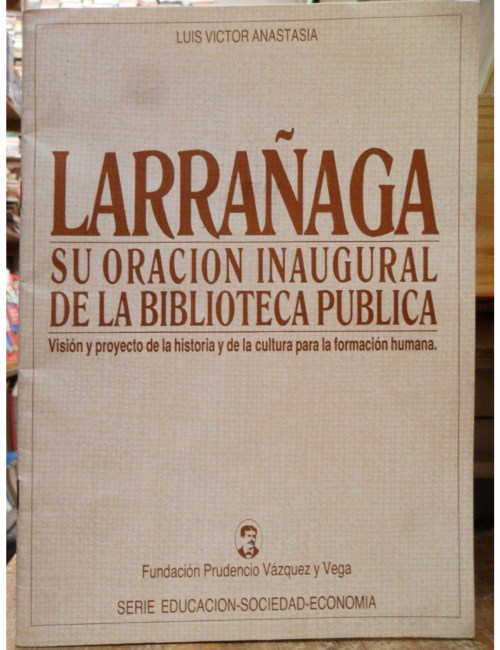 LUIS VICTOR ANASTASIA
LARRAÑAGA
SU ORACION INAUGURAL
DE LA BIBLIOTECA PUBLICA
Visión y proyecto de la historia y de la cultura para la formación humana.
Fundación Prudencio Vázquez y Vega
SERIE EDUCACION-SOCIEDAD-ECONOMIA